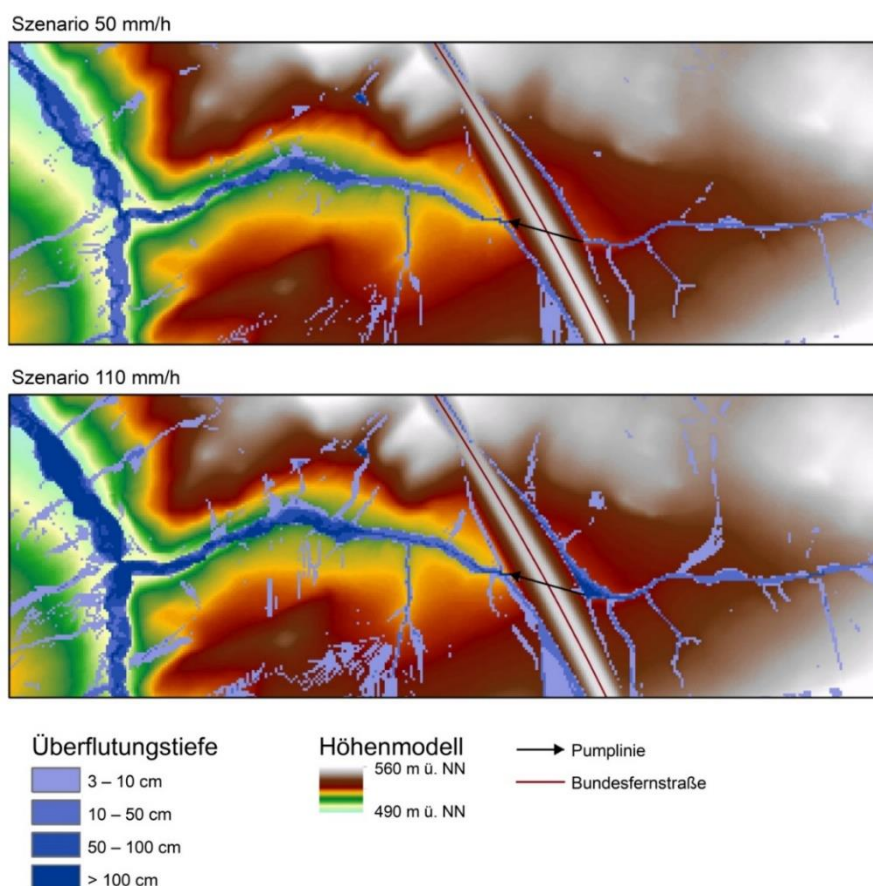 Szenario 50 mm/h
Szenario 110 mm/h
Überflutungstiefe
3 – 10 cm
10 – 50 cm
50 – 100 cm
> 100 cm
Höhenmodell
560 m ü. NN
490 m ü. NN
Pumplinie
Bundesfernstraße